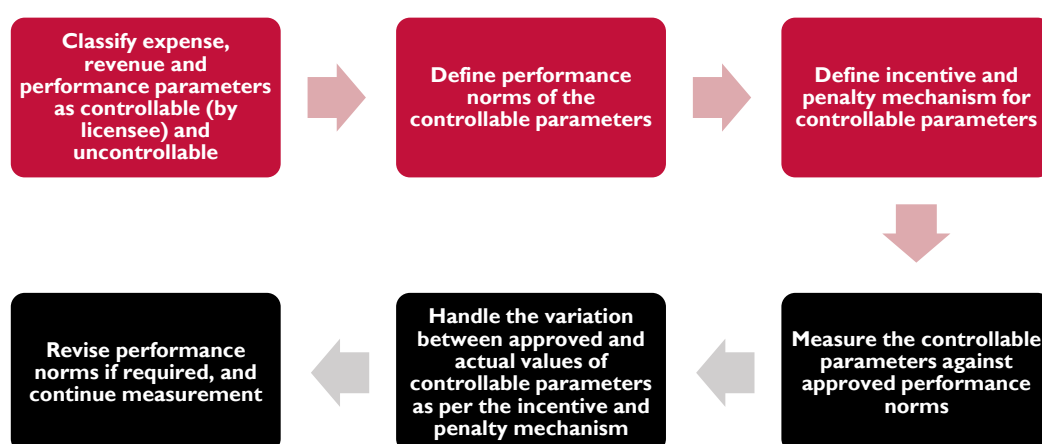 Classify expense,
revenue and
performance parameters
as controllable (by
licensee) and
uncontrollable
Define performance
norms of the
controllable parameters
Define incentive and
penalty mechanism for
controllable parameters
Measure the controllable
parameters against
approved performance
norms
Handle the variation
between approved and
actual values of
controllable parameters
as per the incentive and
penalty mechanism
Revise performance
norms if required, and
continue measurement